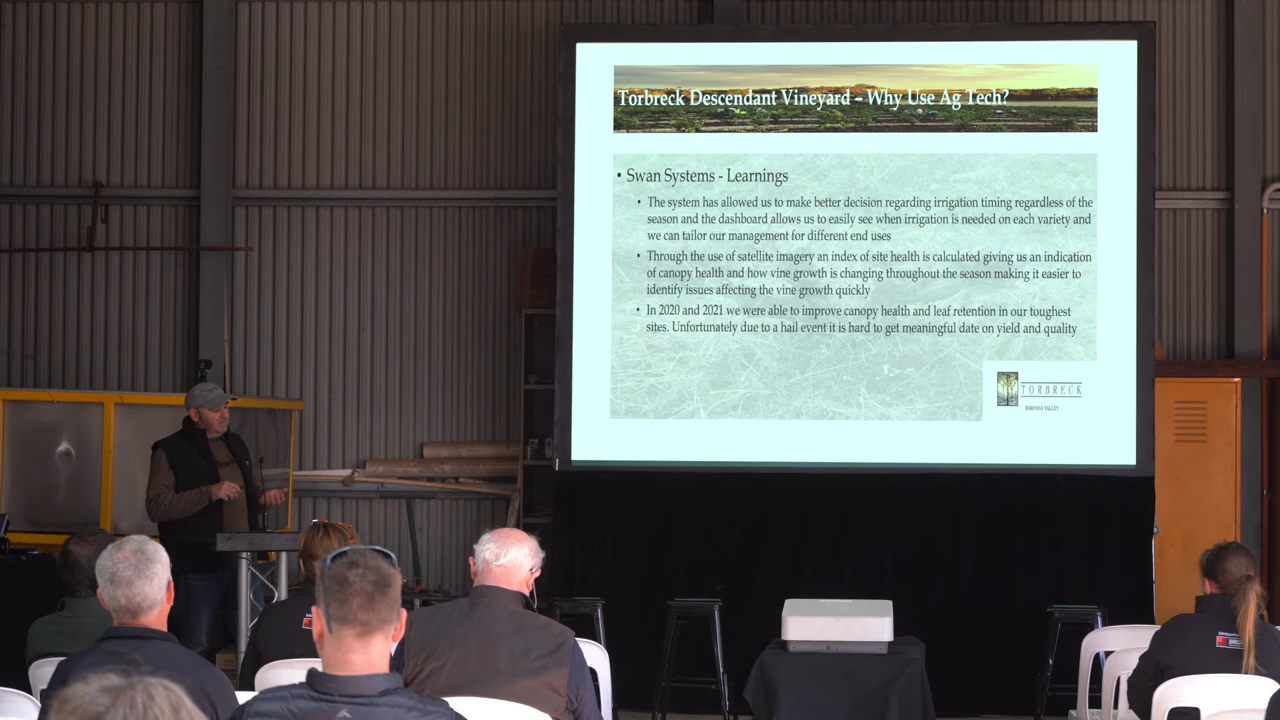 Torbreck Descendant Vineyard – Why Use Ag Tech?
• Swan Systems - Learnings
• The system has allowed us to make better decision regarding irrigation timing regardless of the
season and the dashboard allows us to easily see when irrigation is needed on each variety and
we can tailor our management for different end uses
• Through the use of satellite imagery an index of site health is calculated giving us an indication
of canopy health and how vine growth is changing throughout the season making it easier to
identify issues affecting the vine growth quickly
• In 2020 and 2021 we were able to improve canopy health and leaf retention in our toughest
sites. Unfortunately due to a hail event it is hard to get meaningful date on yield and quality
TORBRECK
BAROSSA VALLEY